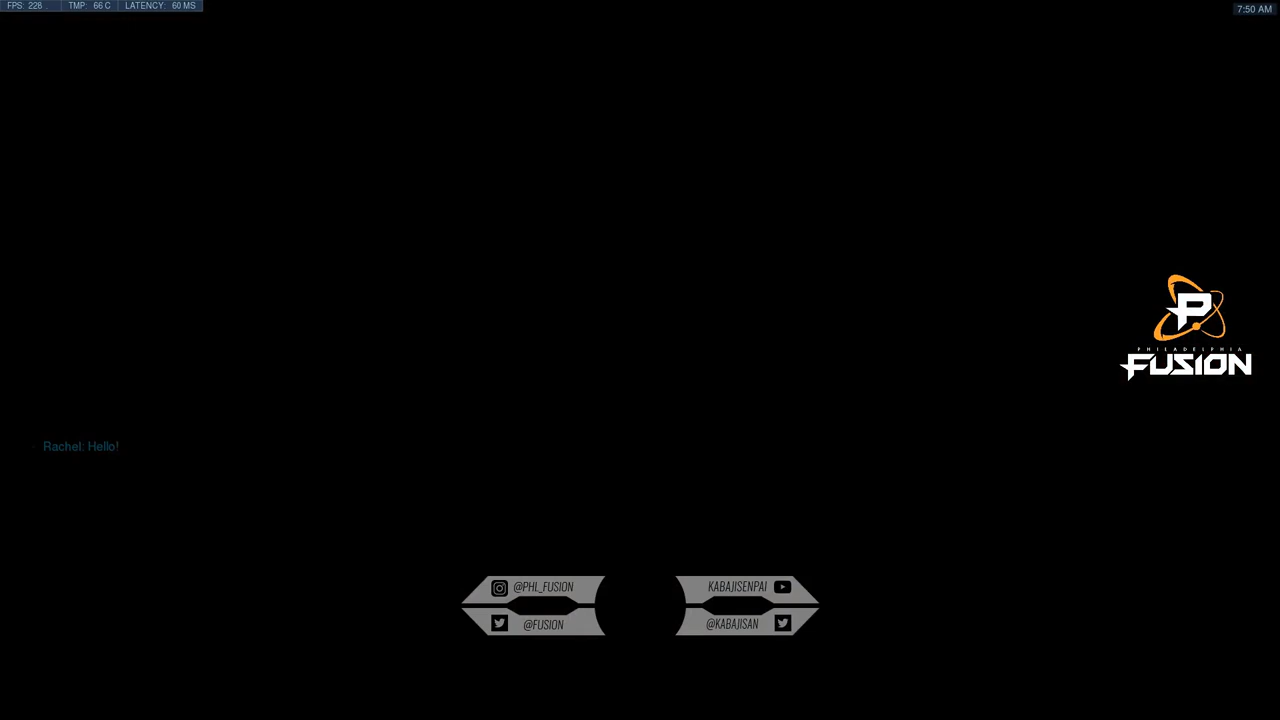 FPS: 228 TMP: 66 C LATENCY: 60 MS
7:50 AM
P
PHILADELPHIA
FUSION
Rachel: Hello!
@PHL_FUSION
KABAJISENPAI
@FUSION
@KABAJISAN